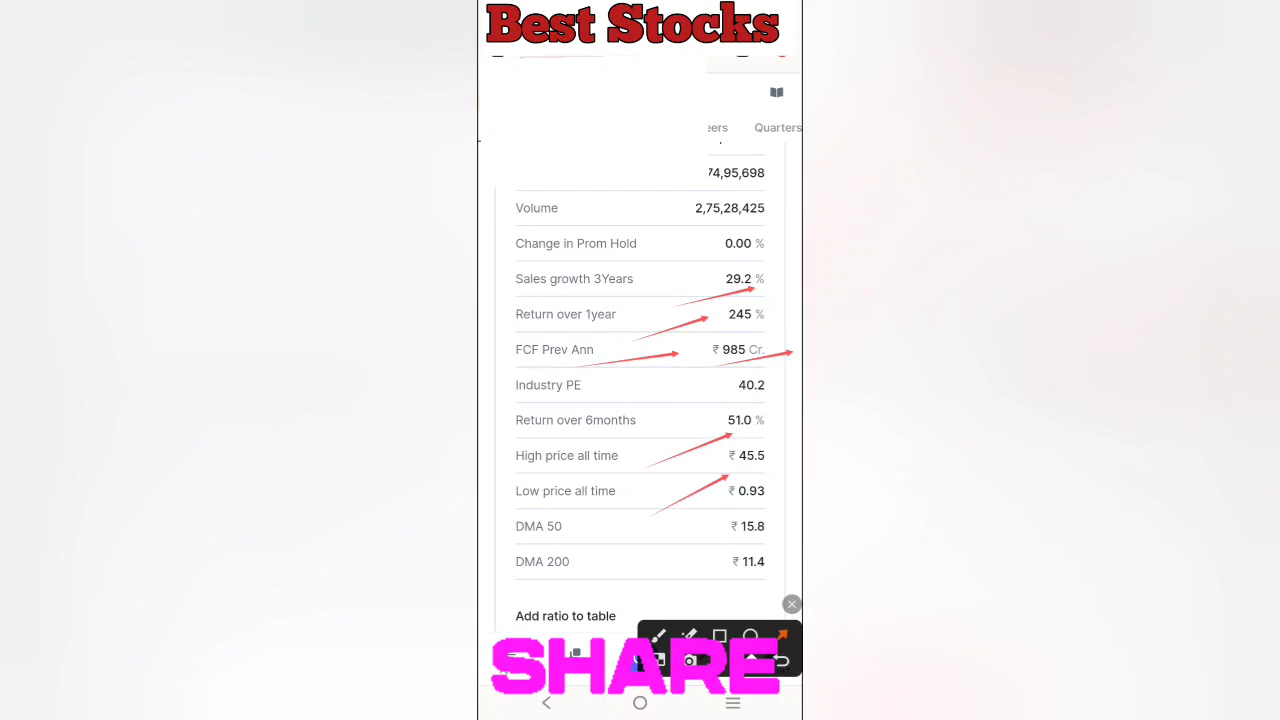 Best Stocks
Quarters
74,95,698
Volume 2,75,28,425
Change in Prom Hold 0.00 %
Sales growth 3Years 29.2 %
Return over 1year 245 %
FCF Prev Ann ₹ 985 Cr.
Industry PE 40.2
Return over 6months 51.0 %
High price all time ₹ 45.5
Low price all time ₹ 0.93
DMA 50 ₹ 15.8
DMA 200 ₹ 11.4
Add ratio to table
SHARE